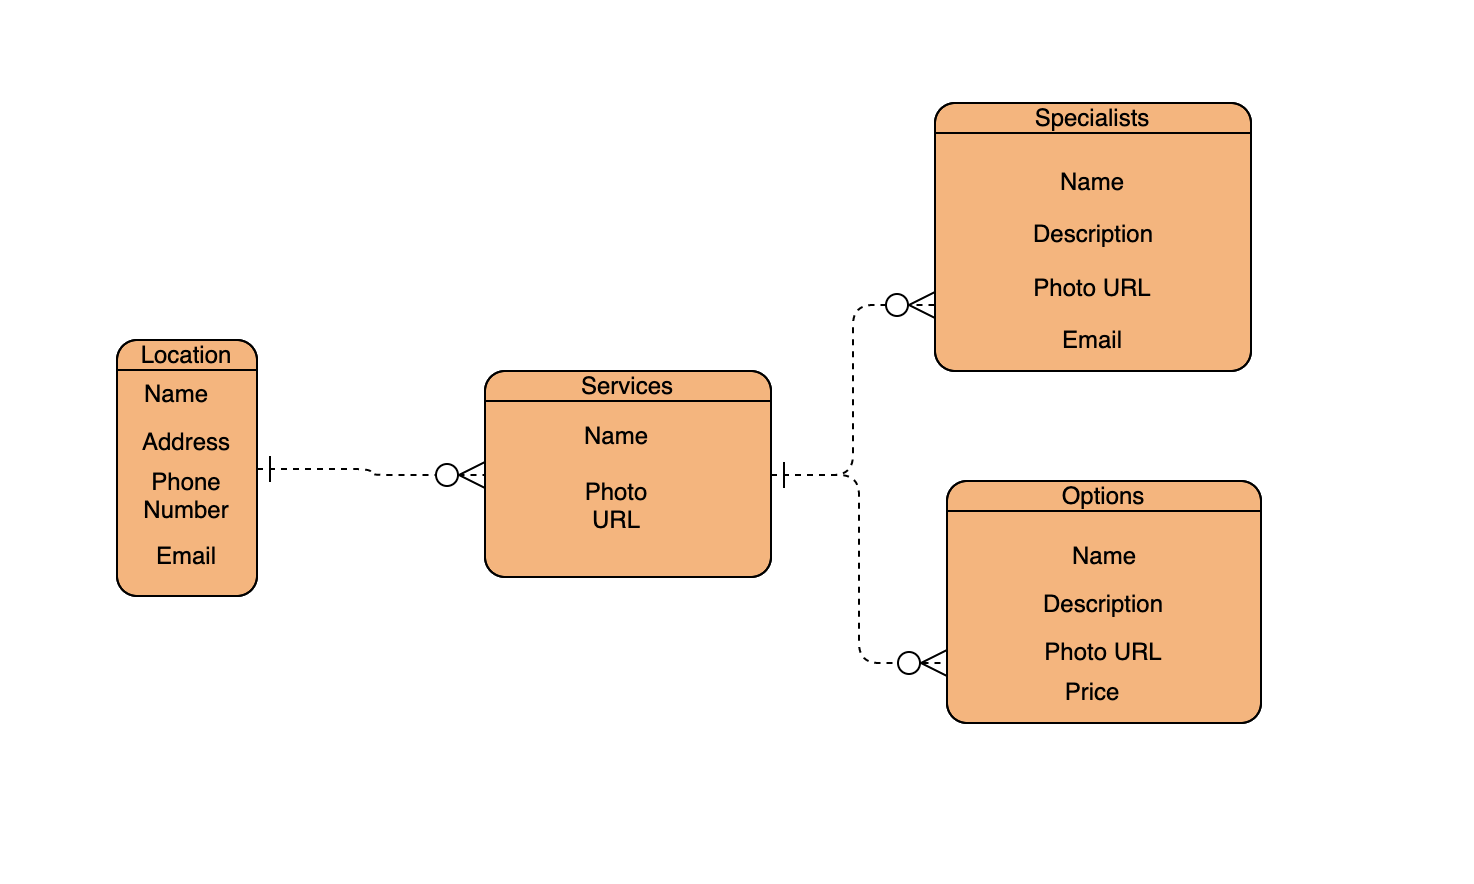 Location
Name
Address
Phone
Number
Email
Services
Name
Photo
URL
Specialists
Name
Description
Photo URL
Email
Options
Name
Description
Photo URL
Price